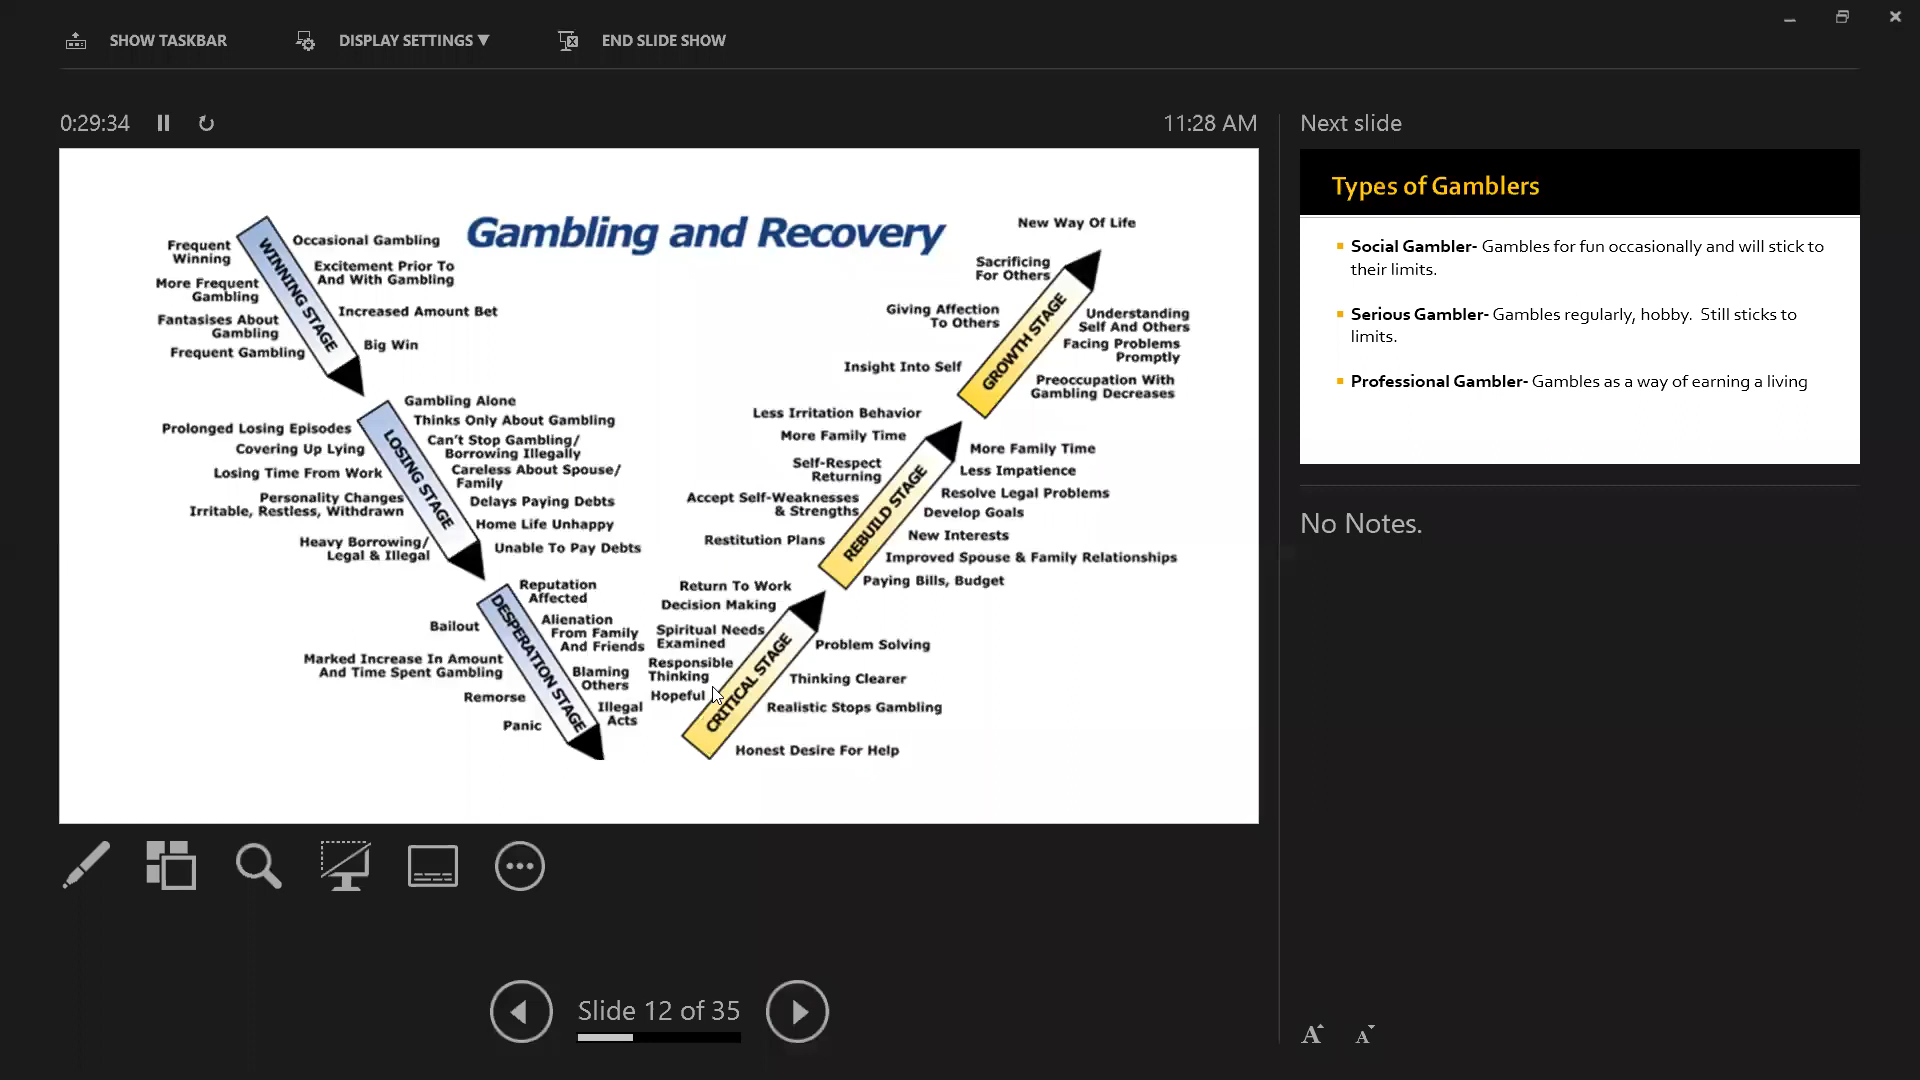 SHOW TASKBAR
DISPLAY SETTINGS ▼
END SLIDE SHOW
0:29:34
11:28 AM
Gambling and Recovery
WINNING STAGE
Frequent
Winning
More Frequent
Gambling
Fantasises About
Gambling
Frequent Gambling
Occasional Gambling
Excitement Prior To
And With Gambling
Increased Amount Bet
Big Win
LOSING STAGE
Prolonged Losing Episodes
Covering Up Lying
Losing Time From Work
Personality Changes
Irritable, Restless, Withdrawn
Heavy Borrowing/
Legal & Illegal
Gambling Alone
Thinks Only About Gambling
Can't Stop Gambling/
Borrowing Illegally
Careless About Spouse/
Family
Delays Paying Debts
Home Life Unhappy
Unable To Pay Debts
DESPERATION STAGE
Bailout
Marked Increase In Amount
And Time Spent Gambling
Remorse
Panic
Reputation
Affected
Alienation
From Family
And Friends
Blaming
Others
Illegal
Acts
CRITICAL STAGE
Return To Work
Decision Making
Spiritual Needs
Examined
Responsible
Thinking
Hopeful
Problem Solving
Thinking Clearer
Realistic Stops Gambling
Honest Desire For Help
REBUILD STAGE
Less Irritation Behavior
More Family Time
Self-Respect
Returning
Accept Self-Weaknesses
& Strengths
Restitution Plans
More Family Time
Less Impatience
Resolve Legal Problems
Develop Goals
New Interests
Improved Spouse & Family Relationships
Paying Bills, Budget
GROWTH STAGE
New Way Of Life
Sacrificing
For Others
Giving Affection
To Others
Insight Into Self
Understanding
Self And Others
Facing Problems
Promptly
Preoccupation With
Gambling Decreases
Slide 12 of 35
Next slide
Types of Gamblers
Social Gambler- Gambles for fun occasionally and will stick to
their limits.
Serious Gambler- Gambles regularly, hobby. Still sticks to
limits.
Professional Gambler- Gambles as a way of earning a living
No Notes.
A
A